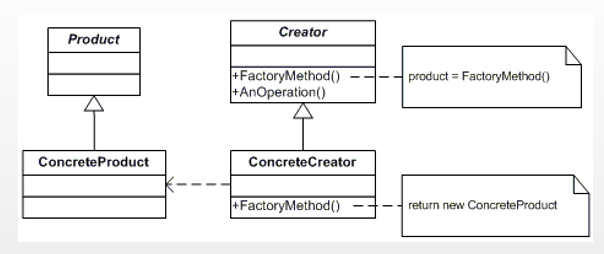 Product
Creator
+FactoryMethod()
+AnOperation()
product = FactoryMethod()
ConcreteProduct
ConcreteCreator
+FactoryMethod()
return new ConcreteProduct